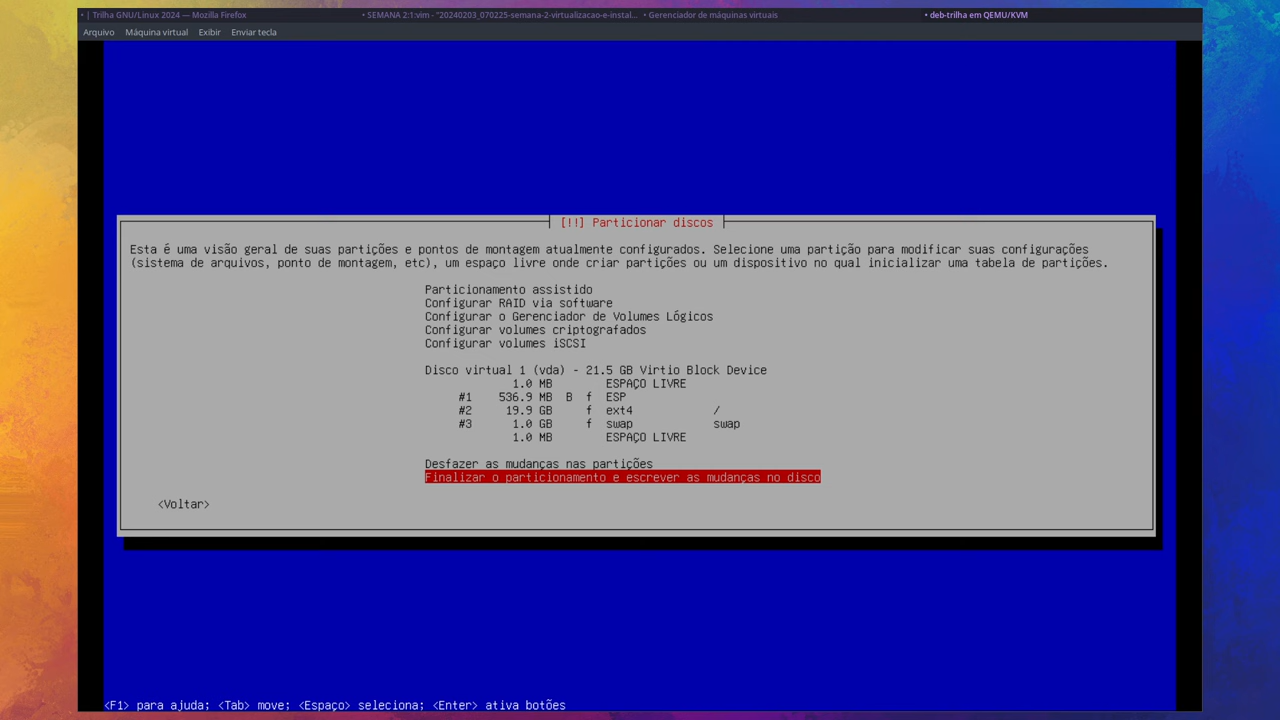 • | Trilha GNU/Linux 2024 — Mozilla Firefox • SEMANA 2:1:vim - "20240203_070225-semana-2-virtualizacao-e-instal... • Gerenciador de máquinas virtuais • deb-trilha em QEMU/KVM
Arquivo Máquina virtual Exibir Enviar tecla
[!!] Particionar discos
Esta é uma visão geral de suas partições e pontos de montagem atualmente configurados. Selecione uma partição para modificar suas configurações
(sistema de arquivos, ponto de montagem, etc), um espaço livre onde criar partições ou um dispositivo no qual inicializar uma tabela de partições.
Particionamento assistido
Configurar RAID via software
Configurar o Gerenciador de Volumes Lógicos
Configurar volumes criptografados
Configurar volumes iSCSI
Disco virtual 1 (vda) - 21.5 GB Virtio Block Device
1.0 MB ESPAÇO LIVRE
#1 536.9 MB B f ESP
#2 19.9 GB f ext4 /
#3 1.0 GB f swap swap
1.0 MB ESPAÇO LIVRE
Desfazer as mudanças nas partições
Finalizar o particionamento e escrever as mudanças no disco
<Voltar>
<F1> para ajuda; <Tab> move; <Espaço> seleciona; <Enter> ativa botões